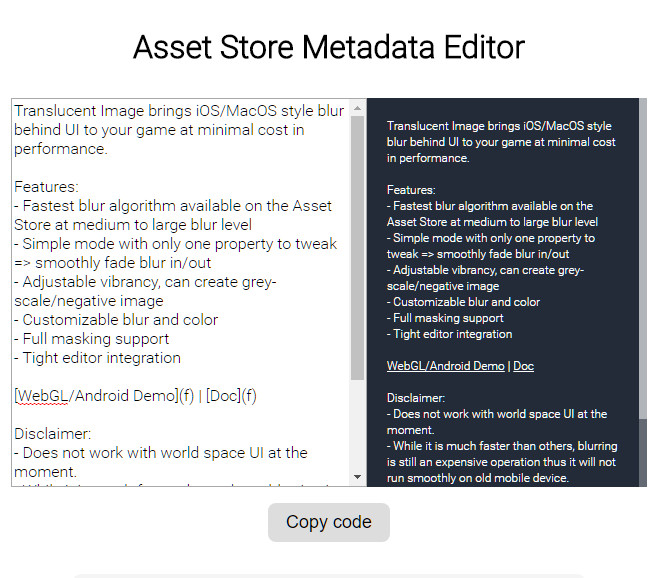 Asset Store Metadata Editor
Translucent Image brings iOS/MacOS style blur
behind UI to your game at minimal cost in
performance.
Features:
- Fastest blur algorithm available on the Asset
Store at medium to large blur level
- Simple mode with only one property to tweak
=> smoothly fade blur in/out
- Adjustable vibrancy, can create grey-
scale/negative image
- Customizable blur and color
- Full masking support
- Tight editor integration
[WebGL/Android Demo](f) | [Doc](f)
Disclaimer:
- Does not work with world space UI at the
moment.
Translucent Image brings iOS/MacOS style
blur behind UI to your game at minimal cost
in performance.
Features:
- Fastest blur algorithm available on the
Asset Store at medium to large blur level
- Simple mode with only one property to
tweak => smoothly fade blur in/out
- Adjustable vibrancy, can create grey-
scale/negative image
- Customizable blur and color
- Full masking support
- Tight editor integration
WebGL/Android Demo | Doc
Disclaimer:
- Does not work with world space UI at the
moment.
- While it is much faster than others, blurring
is still an expensive operation thus it will not
run smoothly on old mobile device.
Copy code